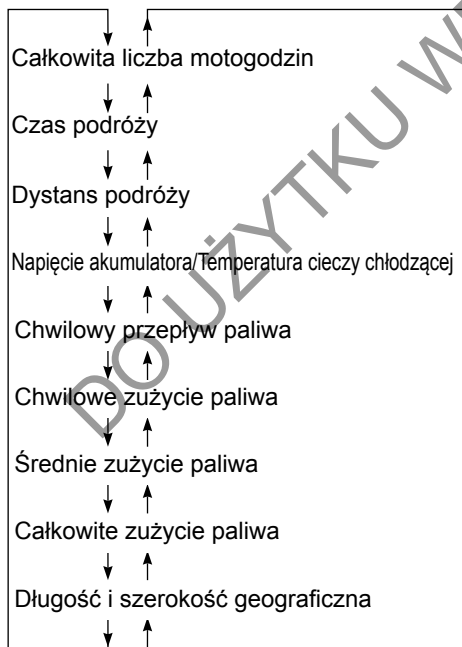 Całkowita liczba motogodzin
Czas podróży
Dystans podróży
Napięcie akumulatora/Temperatura cieczy chłodzącej
Chwilowy przepływ paliwa
Chwilowe zużycie paliwa
Średnie zużycie paliwa
Całkowite zużycie paliwa
Długość i szerokość geograficzna
DO UŻYTKU